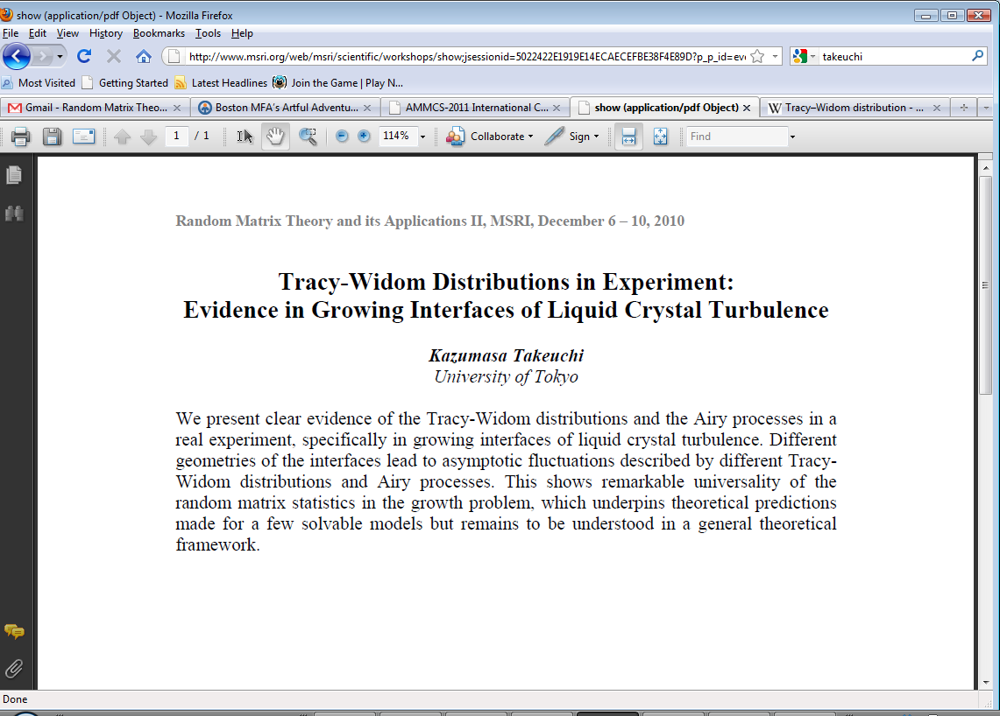 show (application/pdf Object) - Mozilla Firefox
File Edit View History Bookmarks Tools Help
http://www.msri.org/web/msri/scientific/workshops/show;jsessionid=5022422E1919E14ECAECEFBE38F4E89D?p_p_id=eve
takeuchi
Most Visited Getting Started Latest Headlines Join the Game | Play N...
Gmail - Random Matrix Theo... Boston MFA's Artful Adventu... AMMCS-2011 International C... show (application/pdf Object) Tracy–Widom distribution - ...
1 / 1 114% Collaborate Sign Find
Random Matrix Theory and its Applications II, MSRI, December 6 – 10, 2010
Tracy-Widom Distributions in Experiment:
Evidence in Growing Interfaces of Liquid Crystal Turbulence
Kazumasa Takeuchi
University of Tokyo
We present clear evidence of the Tracy-Widom distributions and the Airy processes in a
real experiment, specifically in growing interfaces of liquid crystal turbulence. Different
geometries of the interfaces lead to asymptotic fluctuations described by different Tracy-
Widom distributions and Airy processes. This shows remarkable universality of the
random matrix statistics in the growth problem, which underpins theoretical predictions
made for a few solvable models but remains to be understood in a general theoretical
framework.
Done